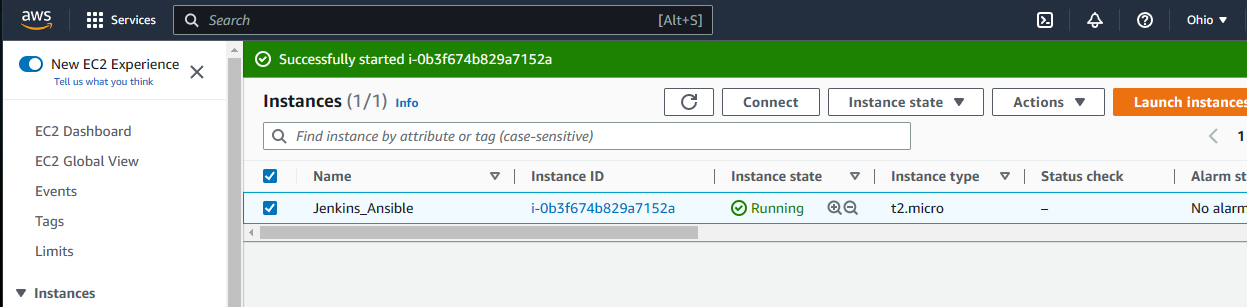 aws Services Search [Alt+S] Ohio ▼
New EC2 Experience
Tell us what you think
EC2 Dashboard
EC2 Global View
Events
Tags
Limits
Instances
Successfully started i-0b3f674b829a7152a
Instances (1/1) Info Connect Instance state Actions Launch instances
Find instance by attribute or tag (case-sensitive) 1
Name Instance ID Instance state Instance type Status check Alarm st
Jenkins_Ansible i-0b3f674b829a7152a Running t2.micro – No alarm